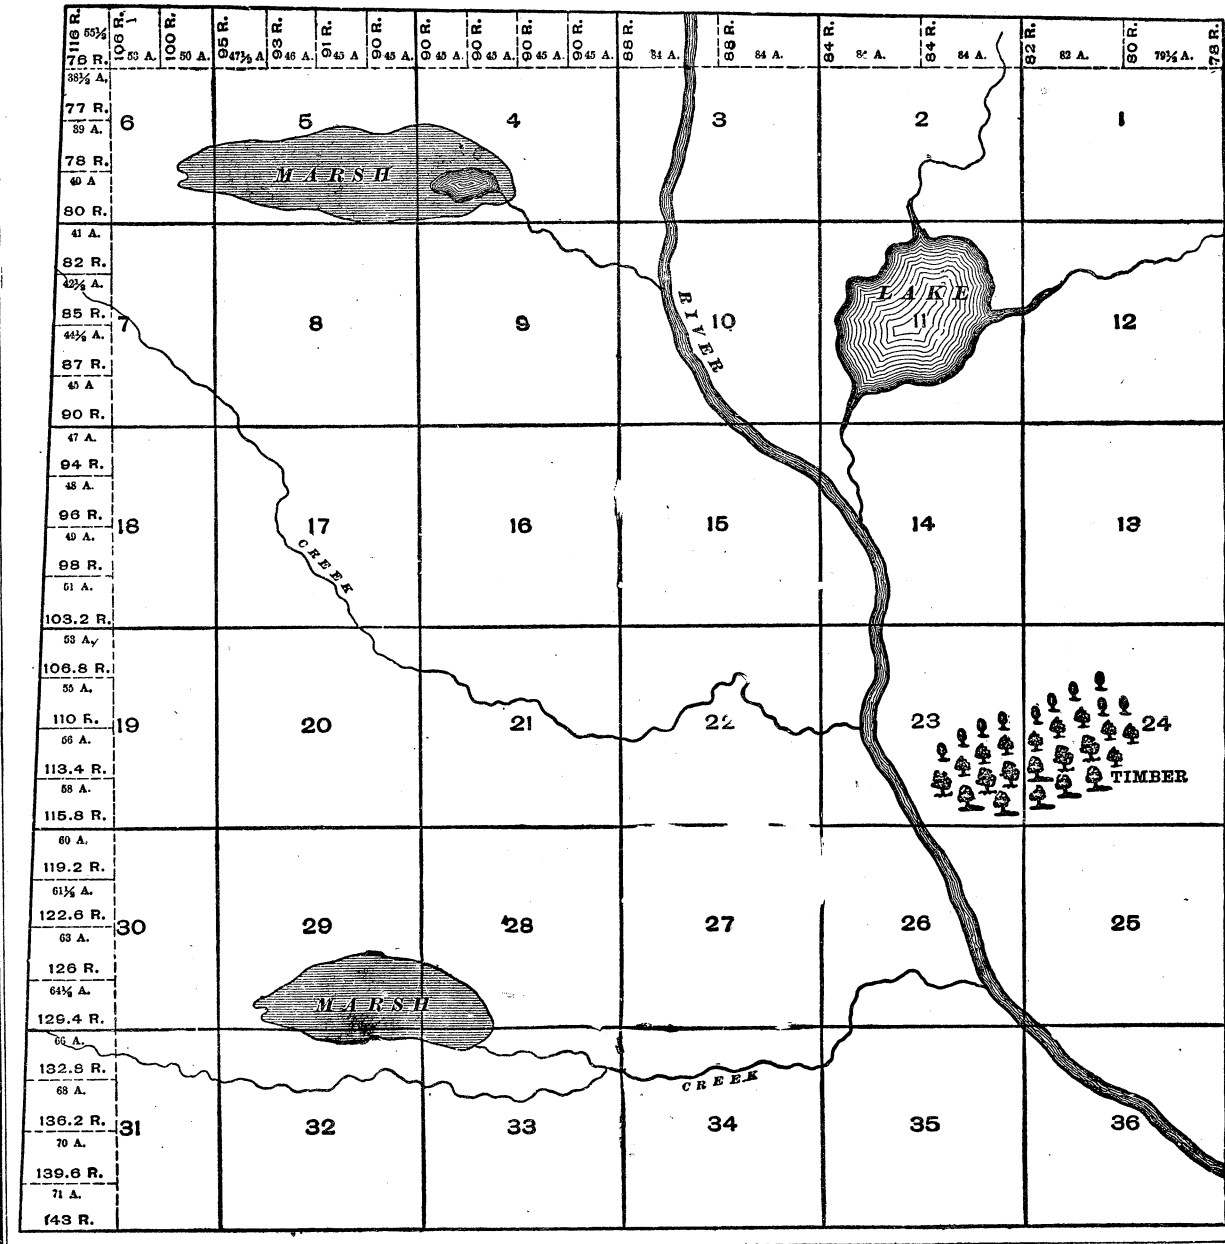 116 R. 55½ 106 R. 100 R. 95 R. 93 R. 91 R. 90 R. 90 R. 90 R. 90 R. 90 R. 88 R. 88 R. 84 R. 84 R. 82 R. 80 R. 78 R.
76 R. 53 A. 50 A. 47½ A 46 A. 45 A 45 A. 45 A. 45 A. 45 A. 45 A. 84 A. 84 A. 84 A. 84 A. 82 A. 79½ A.
38½ A.
77 R.
6 5 4 3 2 1
39 A.
78 R.
MARSH
40 A
80 R.
41 A.
82 R.
42½ A.
LAKE
85 R.
7 8 9 RIVER 10 11 12
44½ A.
87 R.
45 A
90 R.
47 A.
94 R.
48 A.
96 R.
18 17 16 15 14 13
49 A.
CREEK
98 R.
51 A.
103.2 R.
53 A.
106.8 R.
55 A.
110 R.
19 20 21 22 23 24
56 A.
113.4 R.
TIMBER
58 A.
115.8 R.
60 A.
119.2 R.
61½ A.
122.6 R.
30 29 28 27 26 25
63 A.
126 R.
64½ A.
MARSH
129.4 R.
66 A.
132.8 R.
CREEK
68 A.
136.2 R.
31 32 33 34 35 36
70 A.
139.6 R.
71 A.
143 R.